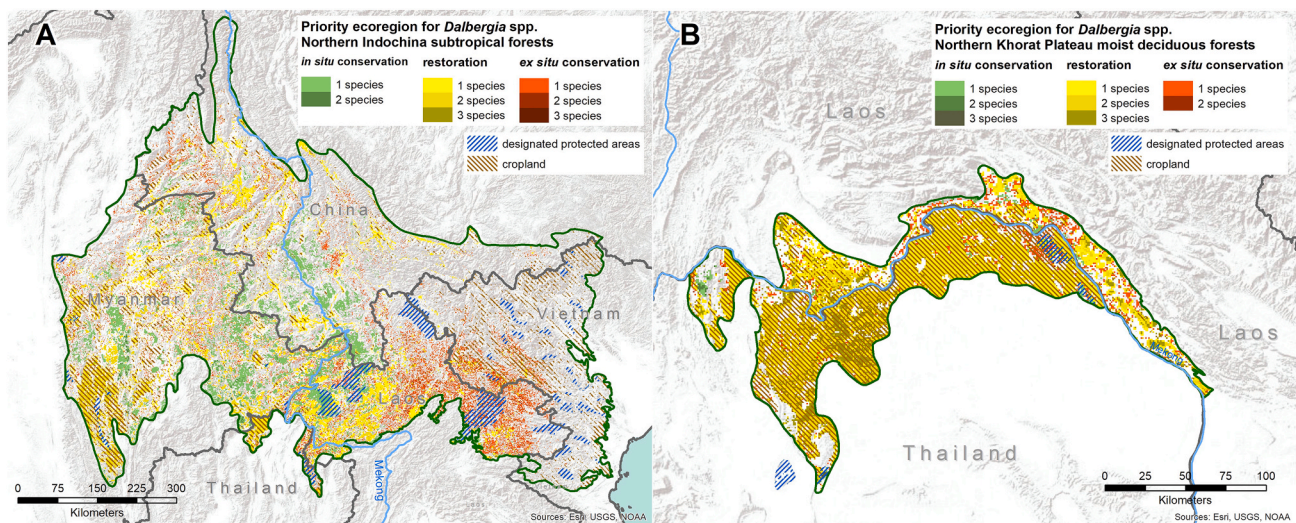 A
Priority ecoregion for Dalbergia spp.
Northern Indochina subtropical forests
in situ conservation restoration ex situ conservation
1 species 1 species 1 species
2 species 2 species 2 species
3 species 3 species
designated protected areas
cropland
China
Myanmar
Vietnam
Laos
Thailand
Mekong
0 75 150 225 300
Kilometers
Sources: Esri, USGS, NOAA
B
Priority ecoregion for Dalbergia spp.
Northern Khorat Plateau moist deciduous forests
in situ conservation restoration ex situ conservation
1 species 1 species 1 species
2 species 2 species 2 species
3 species 3 species
designated protected areas
cropland
Laos
Laos
Mekong
Thailand
0 25 50 75 100
Kilometers
Sources: Esri, USGS, NOAA